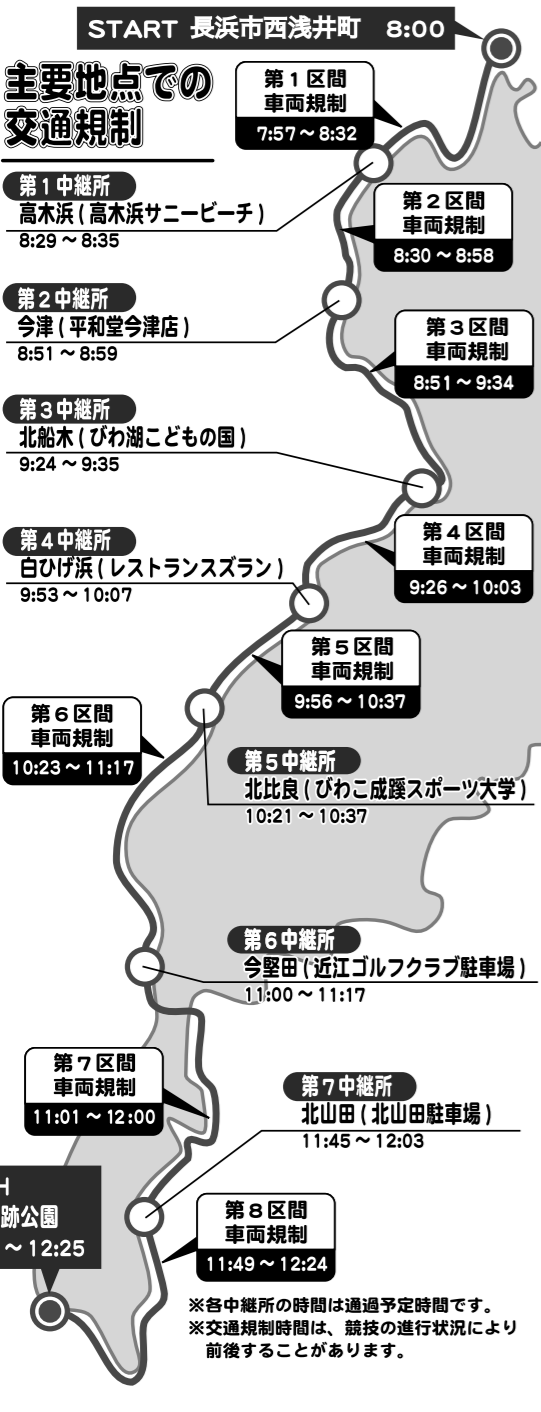 START 長浜市西浅井町 8:00
主要地点での
交通規制
第1区間
車両規制
7:57～8:32
第1中継所
高木浜(高木浜サニービーチ)
8:29～8:35
第2区間
車両規制
8:30～8:58
第2中継所
今津(平和堂今津店)
8:51～8:59
第3区間
車両規制
8:51～9:34
第3中継所
北船木(びわ湖こどもの国)
9:24～9:35
第4区間
車両規制
9:26～10:03
第4中継所
白ひげ浜(レストランスズラン)
9:53～10:07
第5区間
車両規制
9:56～10:37
第6区間
車両規制
10:23～11:17
第5中継所
北比良(びわこ成蹊スポーツ大学)
10:21～10:37
第6中継所
今堅田(近江ゴルフクラブ駐車場)
11:00～11:17
第7区間
車両規制
11:01～12:00
第7中継所
北山田(北山田駐車場)
11:45～12:03
H
跡公園
～12:25
第8区間
車両規制
11:49～12:24
※各中継所の時間は通過予定時間です。
※交通規制時間は、競技の進行状況により
前後することがあります。